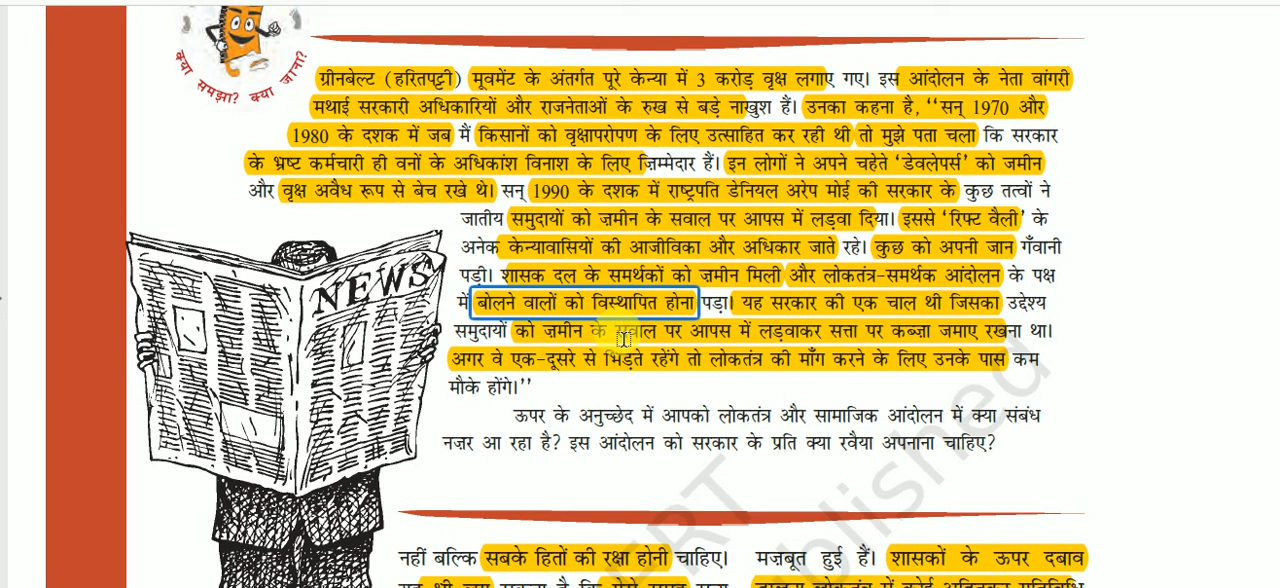 क्या समझा? क्या जाना?
ग्रीनबेल्ट (हरितपट्टी) मूवमेंट के अंतर्गत पूरे केन्या में 3 करोड़ वृक्ष लगाए गए। इस आंदोलन के नेता वांगरी
मथाई सरकारी अधिकारियों और राजनेताओं के रुख से बड़े नाखुश हैं। उनका कहना है, ‘‘सन् 1970 और
1980 के दशक में जब मैं किसानों को वृक्षापरोपण के लिए उत्साहित कर रही थी तो मुझे पता चला कि सरकार
के भ्रष्ट कर्मचारी ही वनों के अधिकांश विनाश के लिए ज़िम्मेदार हैं। इन लोगों ने अपने चहेते ‘डेवलेपर्स’ को जमीन
और वृक्ष अवैध रूप से बेच रखे थे। सन् 1990 के दशक में राष्ट्रपति डेनियल अरेप मोई की सरकार के कुछ तत्वों ने
जातीय समुदायों को ज़मीन के सवाल पर आपस में लड़वा दिया। इससे ‘रिफ्ट वैली’ के
अनेक केन्यावासियों की आजीविका और अधिकार जाते रहे। कुछ को अपनी जान गँवानी
पड़ी। शासक दल के समर्थकों को जमीन मिली और लोकतंत्र-समर्थक आंदोलन के पक्ष
में बोलने वालों को विस्थापित होना पड़ा। यह सरकार की एक चाल थी जिसका उद्देश्य
समुदायों को ज़मीन के सवाल पर आपस में लड़वाकर सत्ता पर कब्ज़ा जमाए रखना था।
अगर वे एक-दूसरे से भिड़ते रहेंगे तो लोकतंत्र की माँग करने के लिए उनके पास कम
मौके होंगे।’’
NEWS
ऊपर के अनुच्छेद में आपको लोकतंत्र और सामाजिक आंदोलन में क्या संबंध
नज़र आ रहा है? इस आंदोलन को सरकार के प्रति क्या रवैया अपनाना चाहिए?
नहीं बल्कि सबके हितों की रक्षा होनी चाहिए।
मज़बूत हुई हैं। शासकों के ऊपर दबाव